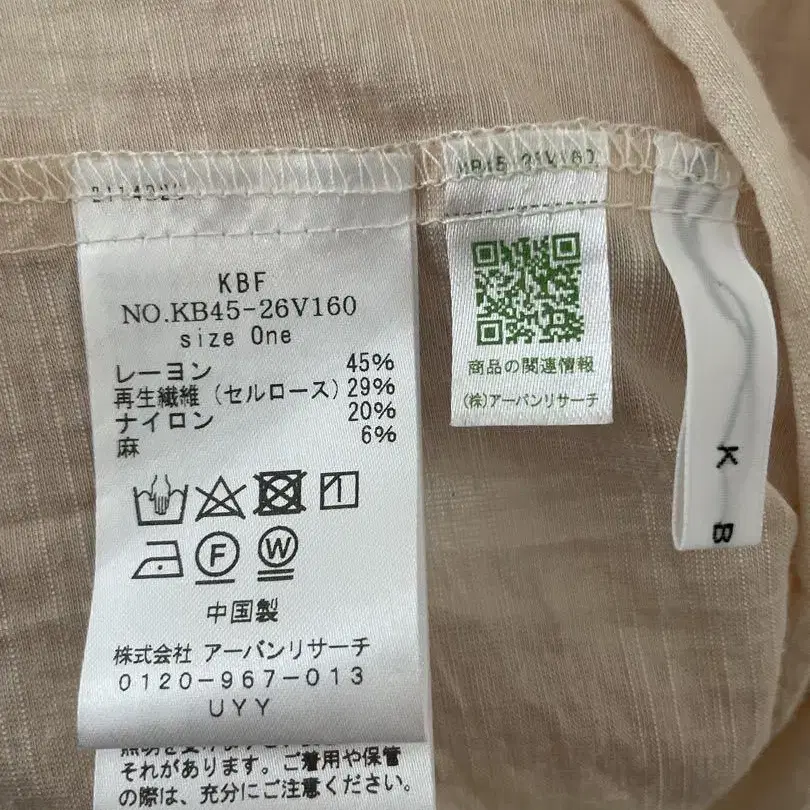 KBF
NO.KB45-26V160
size One
レーヨン 45%
再生繊維(セルロース) 29%
ナイロン 20%
麻 6%
F
W
中国製
株式会社 アーバンリサーチ
0120-967-013
UYY
それがあります。ご着用や保管
の際は、充分にご注意ください。
商品の関連情報
(株)アーバンリサーチ
K B